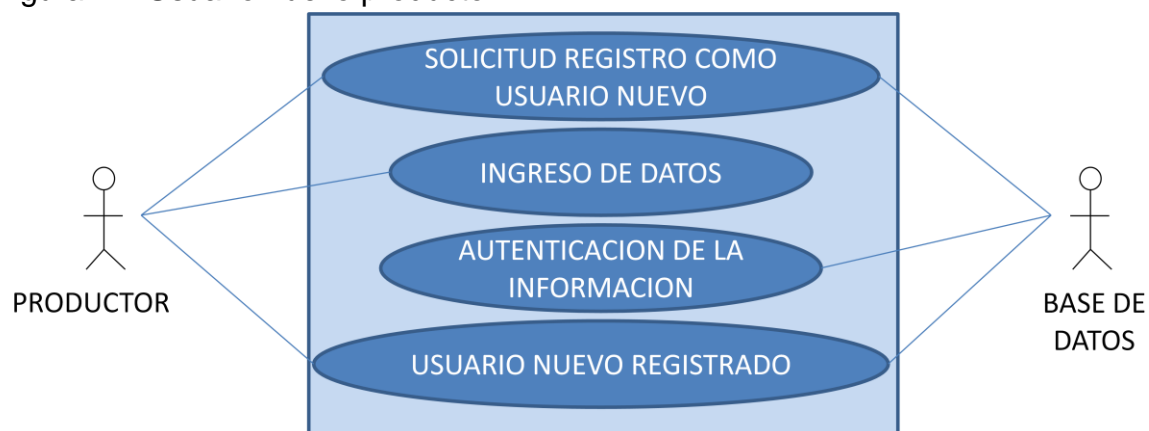 SOLICITUD REGISTRO COMO
USUARIO NUEVO
INGRESO DE DATOS
AUTENTICACION DE LA
INFORMACION
USUARIO NUEVO REGISTRADO
PRODUCTOR
BASE DE
DATOS